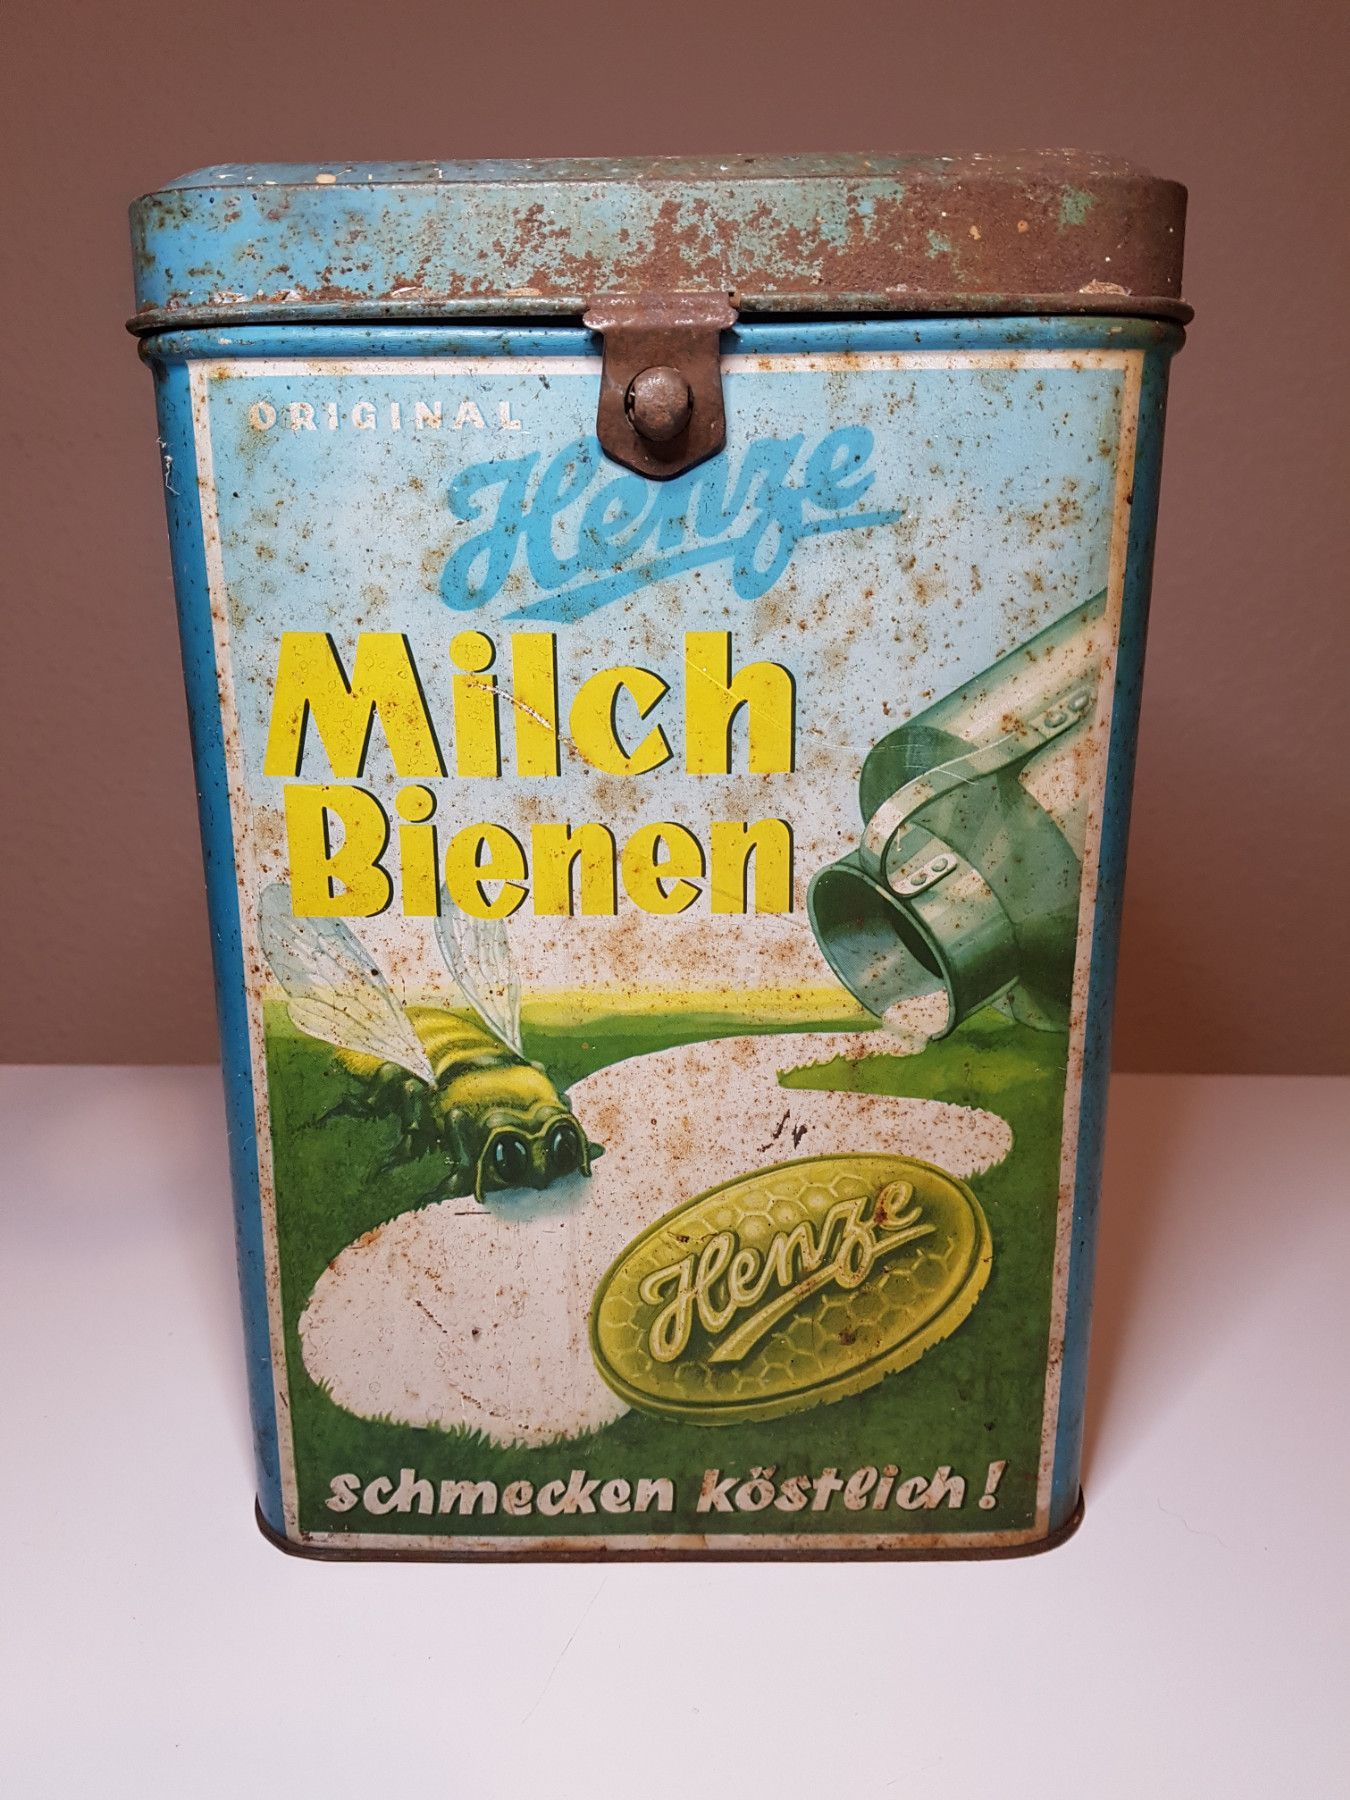 ORIGINAL
Henze
Milch
Bienen
Henze
schmecken köstlich!